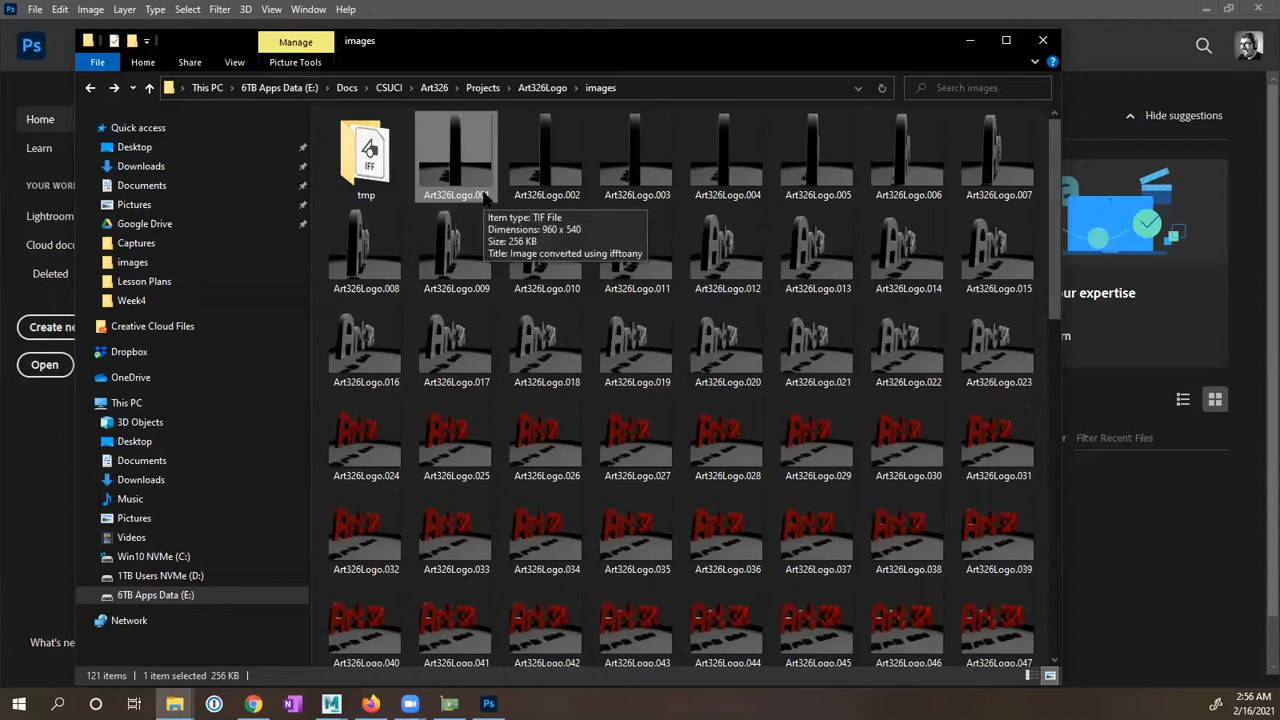 Ps File Edit Image Layer Type Select Filter 3D View Window Help
Ps
Manage images
File Home Share View Picture Tools
This PC > 6TB Apps Data (E:) > Docs > CSUCI > Art326 > Projects > Art326Logo > images
Search images
Home
Learn
YOUR WORK
Lightroom
Cloud docu
Deleted
Create ne
Open
What's ne
Quick access
Desktop
Downloads
Documents
Pictures
Google Drive
Captures
images
Lesson Plans
Week4
Creative Cloud Files
Dropbox
OneDrive
This PC
3D Objects
Desktop
Documents
Downloads
Music
Pictures
Videos
Win10 NVMe (C:)
1TB Users NVMe (D:)
6TB Apps Data (E:)
Network
IFF
tmp Art326Logo.001 Art326Logo.002 Art326Logo.003 Art326Logo.004 Art326Logo.005 Art326Logo.006 Art326Logo.007
Item type: TIF File
Dimensions: 960 x 540
Size: 256 KB
Title: Image converted using ifftoany
Art326Logo.008 Art326Logo.009 Art326Logo.010 Art326Logo.011 Art326Logo.012 Art326Logo.013 Art326Logo.014 Art326Logo.015
Art326Logo.016 Art326Logo.017 Art326Logo.018 Art326Logo.019 Art326Logo.020 Art326Logo.021 Art326Logo.022 Art326Logo.023
Art326Logo.024 Art326Logo.025 Art326Logo.026 Art326Logo.027 Art326Logo.028 Art326Logo.029 Art326Logo.030 Art326Logo.031
Art326Logo.032 Art326Logo.033 Art326Logo.034 Art326Logo.035 Art326Logo.036 Art326Logo.037 Art326Logo.038 Art326Logo.039
Art326Logo.040 Art326Logo.041 Art326Logo.042 Art326Logo.043 Art326Logo.044 Art326Logo.045 Art326Logo.046 Art326Logo.047
Hide suggestions
our expertise
rn
Filter Recent Files
121 items 1 item selected 256 KB
2:56 AM
2/16/2021